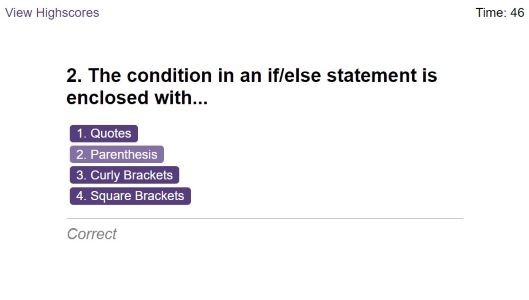 View Highscores
Time: 46
2. The condition in an if/else statement is
enclosed with...
1. Quotes
2. Parenthesis
3. Curly Brackets
4. Square Brackets
Correct